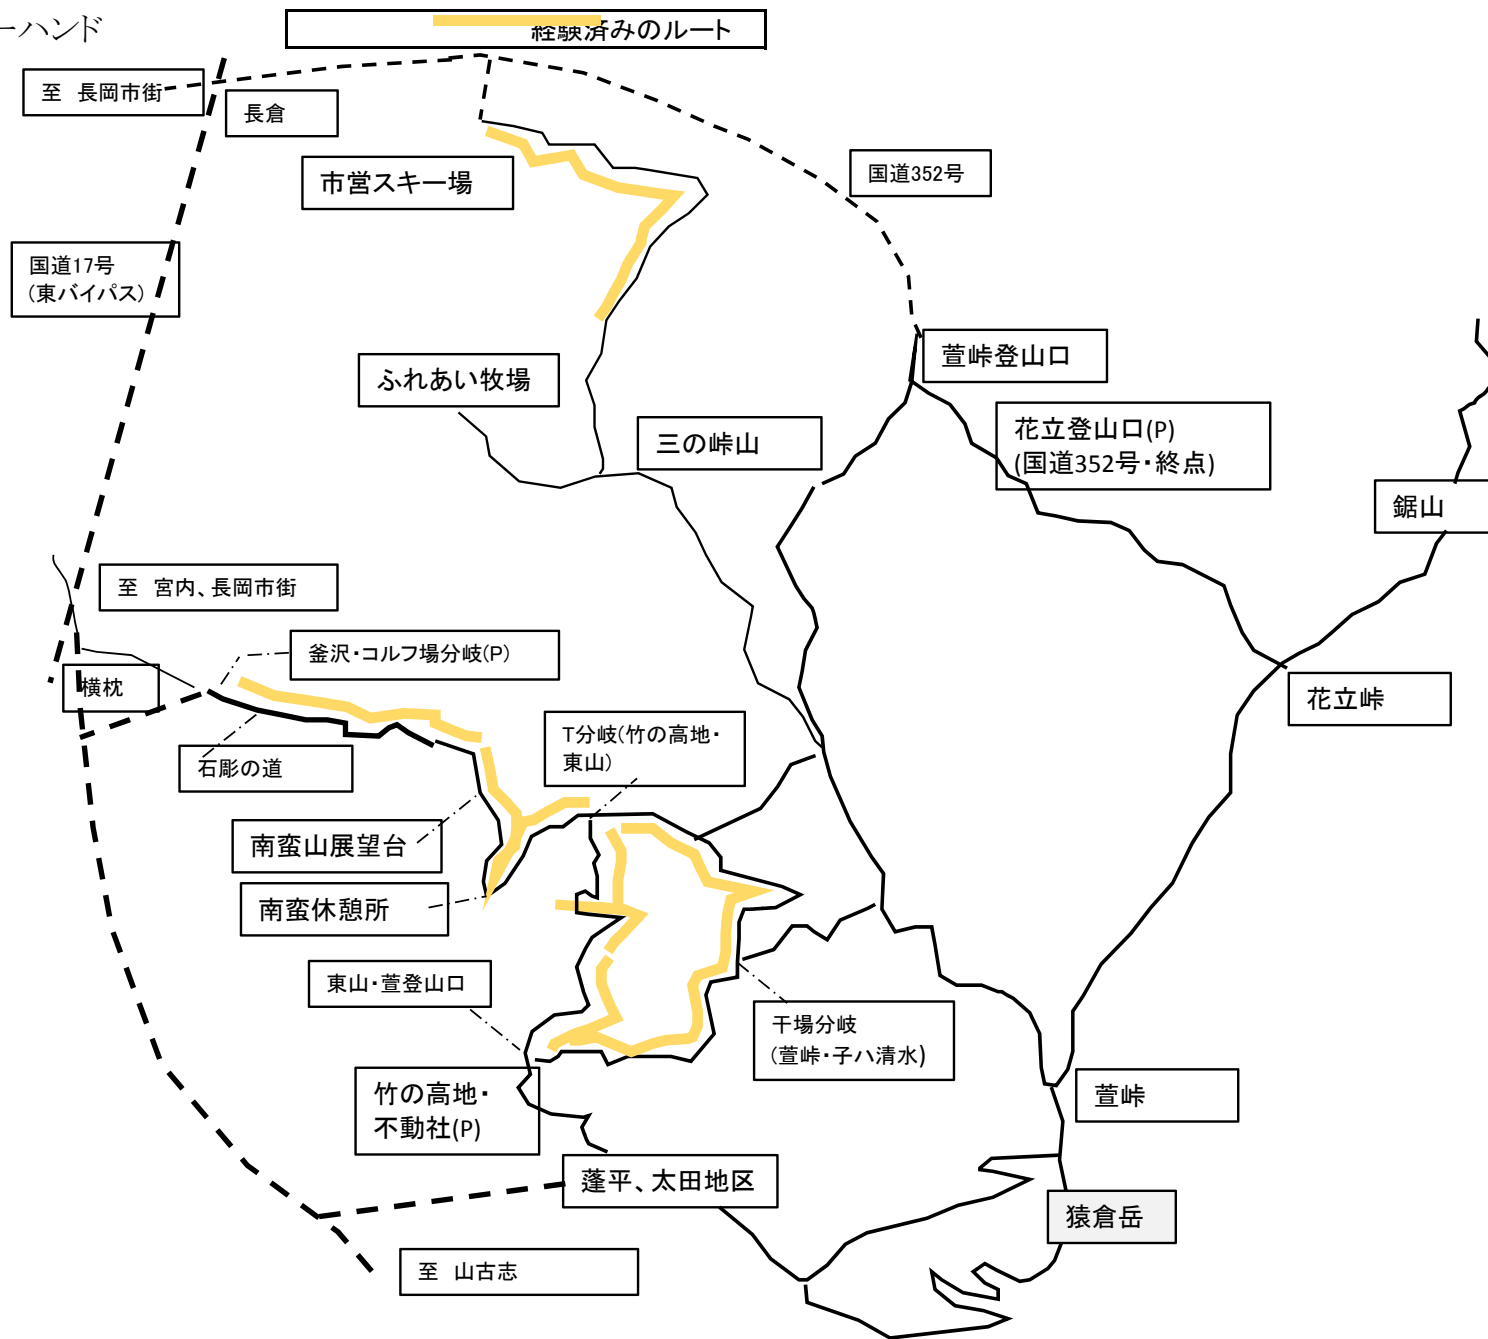 ーハンド
経験済みのルート
至 長岡市街
長倉
市営スキー場
国道352号
国道17号
(東バイパス)
ふれあい牧場
萱峠登山口
三の峠山
花立登山口(P)
(国道352号・終点)
鋸山
至 宮内、長岡市街
釜沢・コルフ場分岐(P)
横枕
花立峠
T分岐(竹の高地・
東山)
石彫の道
南蛮山展望台
南蛮休憩所
東山・萱登山口
干場分岐
(萱峠・子ハ清水)
竹の高地・
不動社(P)
萱峠
蓬平、太田地区
猿倉岳
至 山古志